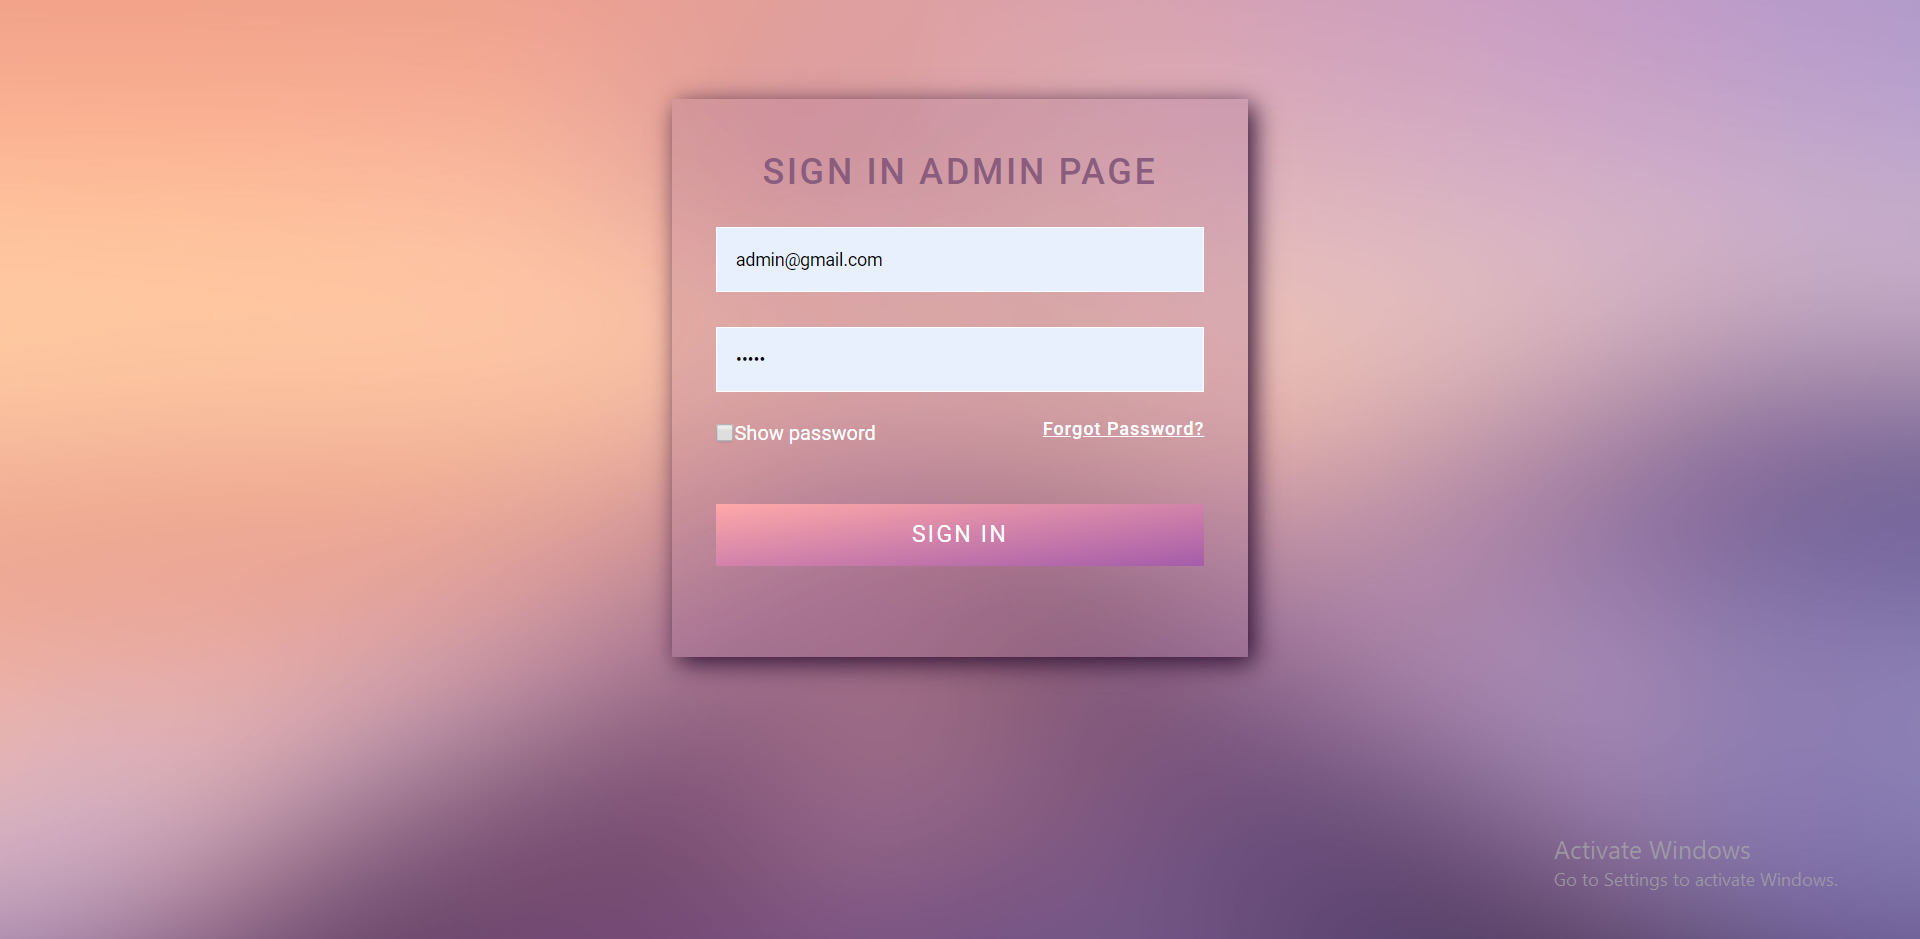 SIGN IN ADMIN PAGE
admin@gmail.com
•••••
Show password
Forgot Password?
SIGN IN
Activate Windows
Go to Settings to activate Windows.